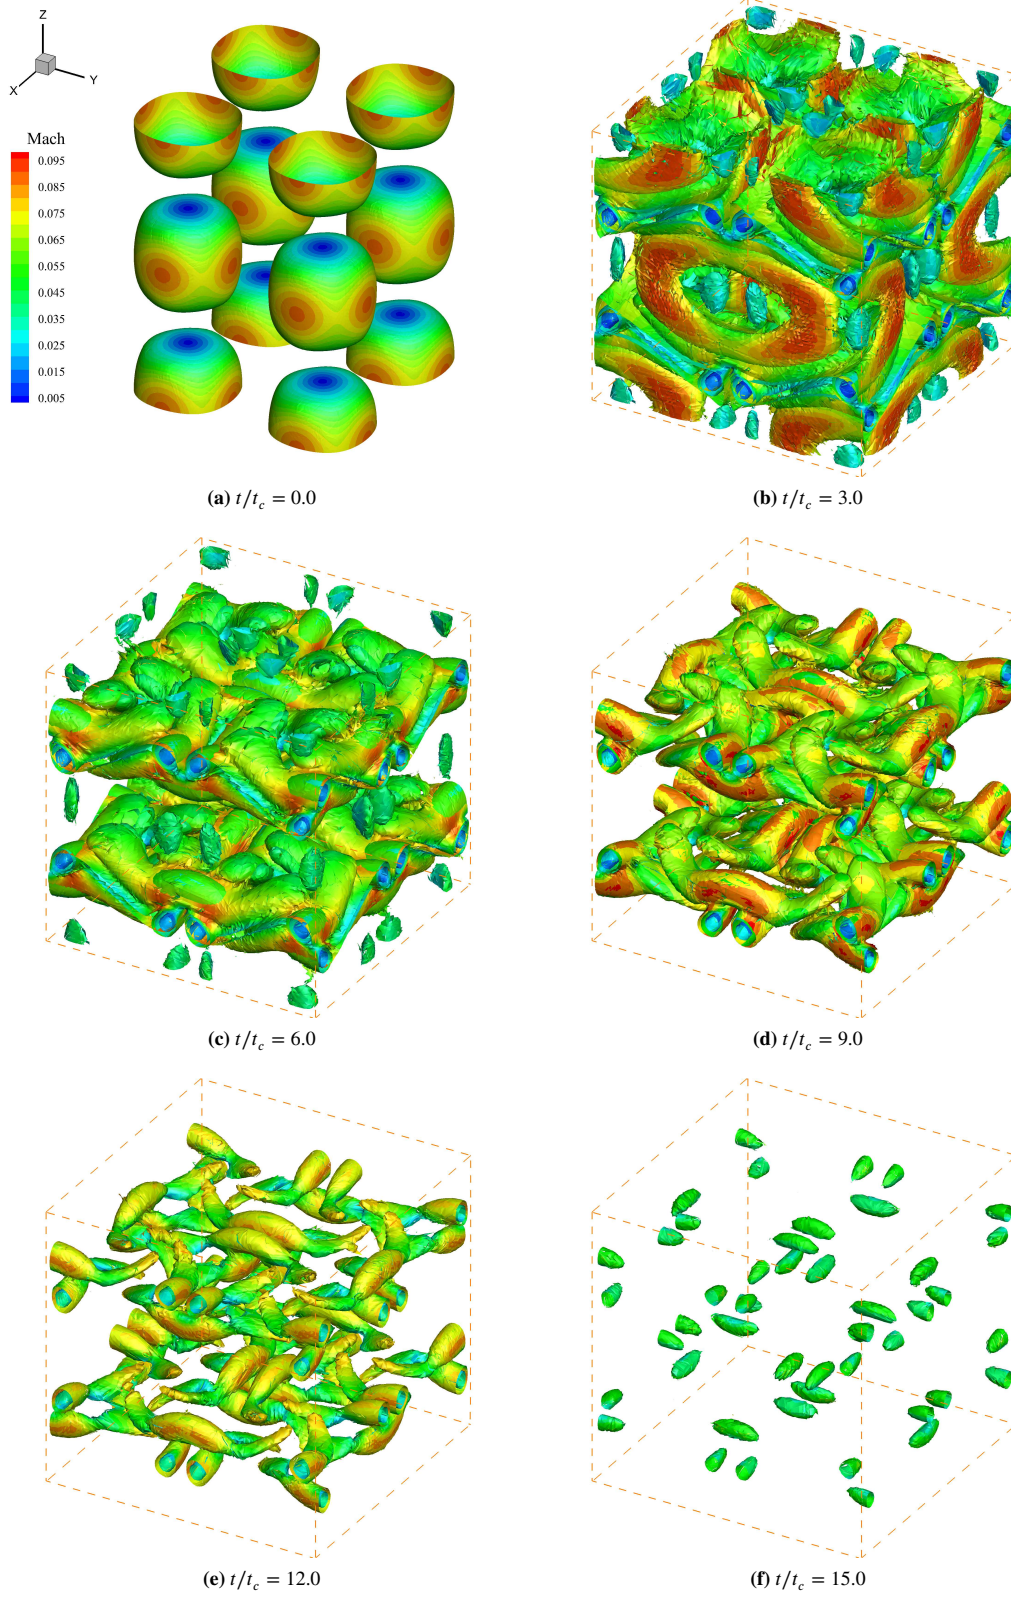 Z
X
Y
Mach
0.095
0.085
0.075
0.065
0.055
0.045
0.035
0.025
0.015
0.005
(a) t/t_c = 0.0
(b) t/t_c = 3.0
(c) t/t_c = 6.0
(d) t/t_c = 9.0
(e) t/t_c = 12.0
(f) t/t_c = 15.0